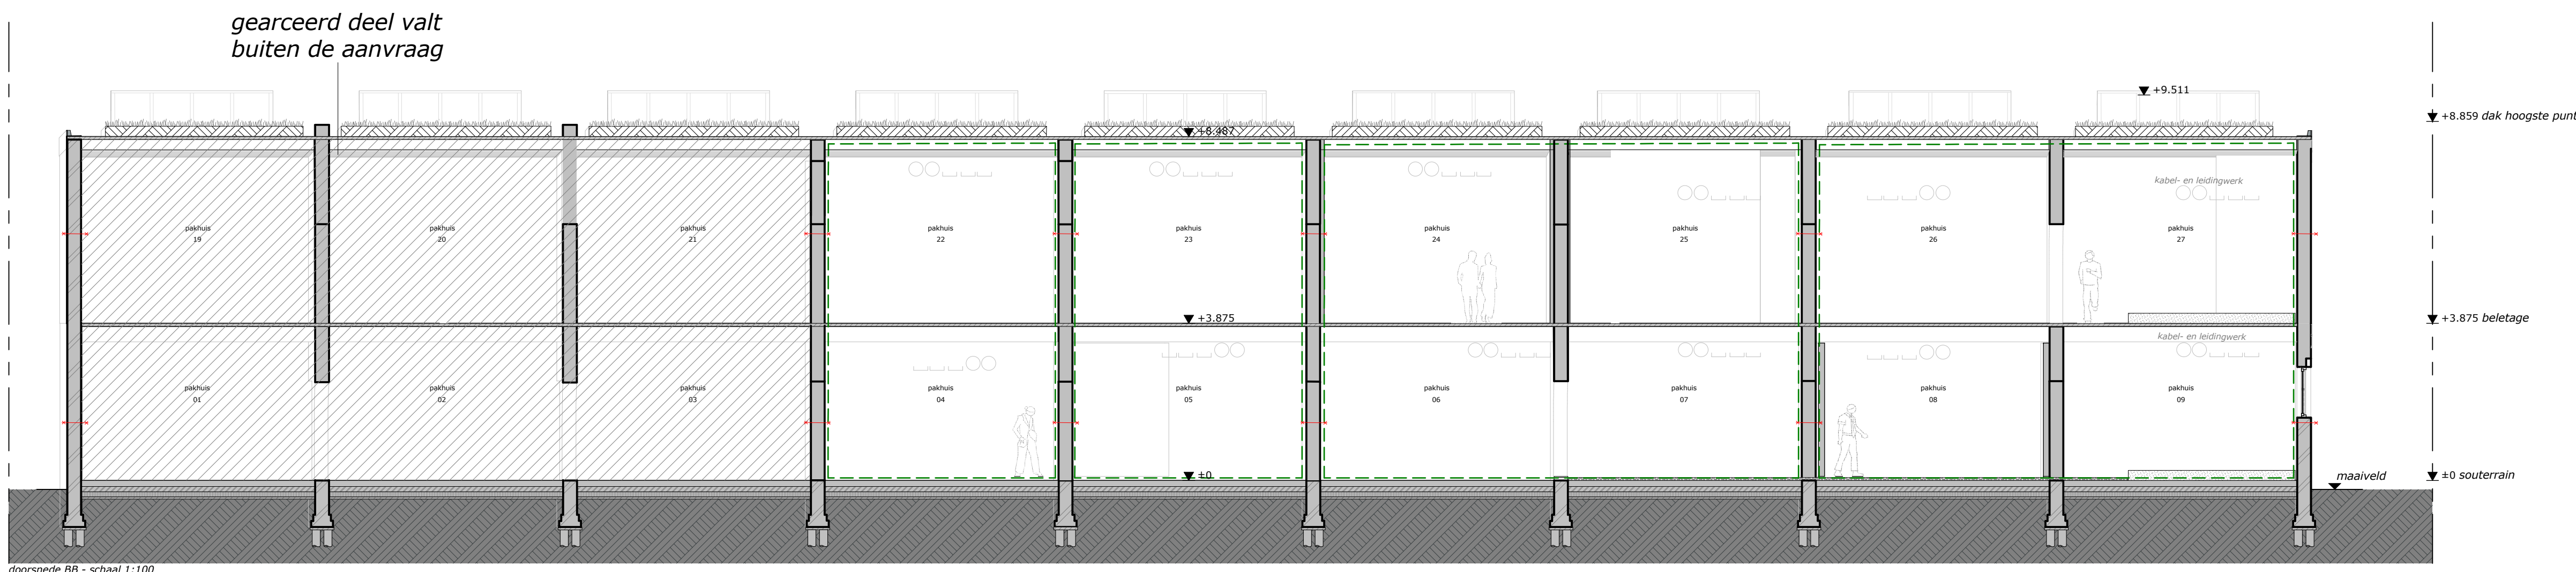 gearceerd deel valt
buiten de aanvraag
+9.511
+8.859 dak hoogste punt
+8.487
kabel- en leidingwerk
pakhuis
19
pakhuis
20
pakhuis
21
pakhuis
22
pakhuis
23
pakhuis
24
pakhuis
25
pakhuis
26
pakhuis
27
+3.875
+3.875 beletage
kabel- en leidingwerk
pakhuis
01
pakhuis
02
pakhuis
03
pakhuis
04
pakhuis
05
pakhuis
06
pakhuis
07
pakhuis
08
pakhuis
09
±0
maaiveld
±0 souterrain
doorsnede BB - schaal 1:100